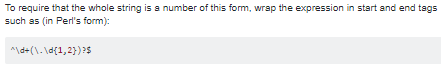 To require that the whole string is a number of this form, wrap the expression in start and end tags
such as (in Perl's form):
^\d+(\.\d{1,2})?$